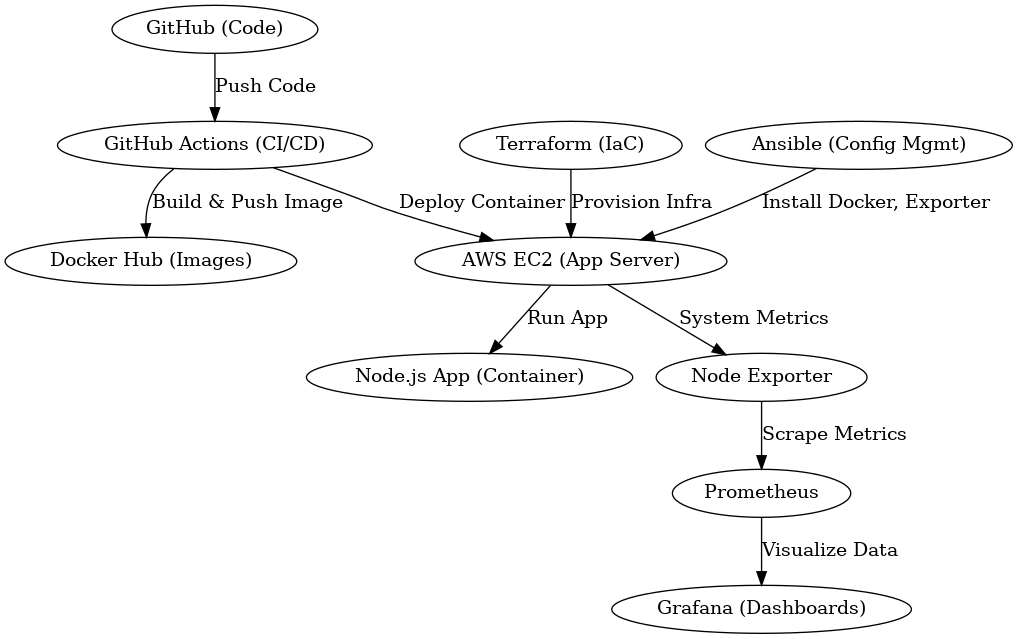 GitHub (Code)
Push Code
GitHub Actions (CI/CD)
Terraform (IaC)
Ansible (Config Mgmt)
Build & Push Image
Deploy Container
Provision Infra
Install Docker, Exporter
Docker Hub (Images)
AWS EC2 (App Server)
Run App
System Metrics
Node.js App (Container)
Node Exporter
Scrape Metrics
Prometheus
Visualize Data
Grafana (Dashboards)